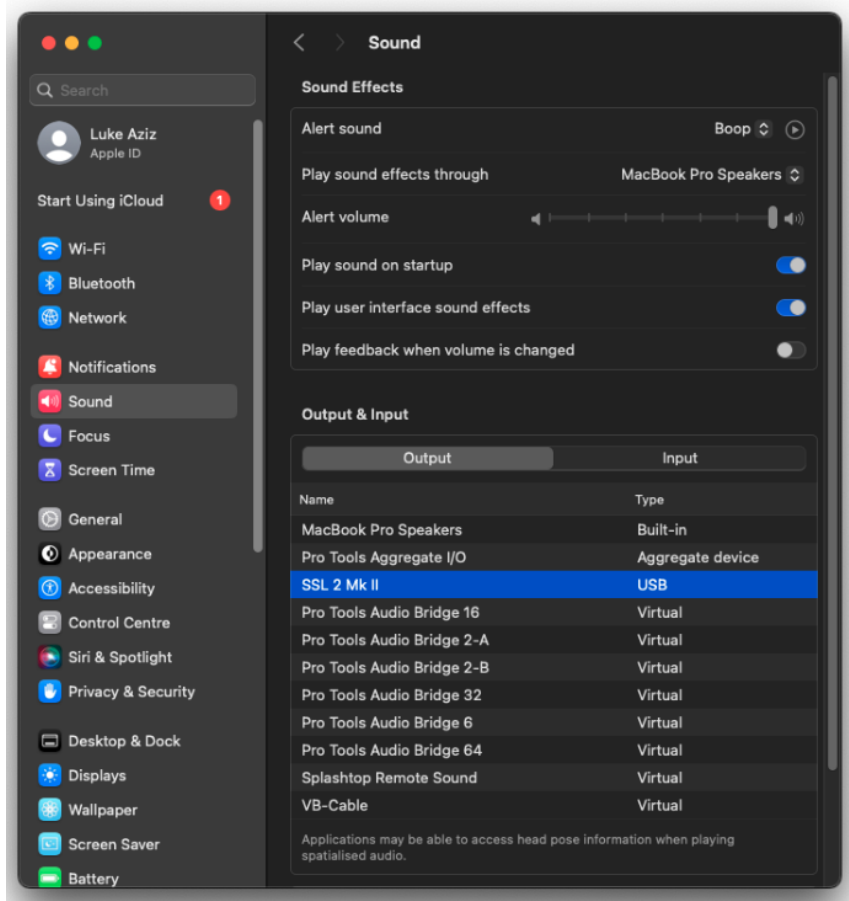 Sound
Search
Luke Aziz
Apple ID
Start Using iCloud 1
Wi-Fi
Bluetooth
Network
Notifications
Sound
Focus
Screen Time
General
Appearance
Accessibility
Control Centre
Siri & Spotlight
Privacy & Security
Desktop & Dock
Displays
Wallpaper
Screen Saver
Battery
Sound Effects
Alert sound Boop
Play sound effects through MacBook Pro Speakers
Alert volume
Play sound on startup
Play user interface sound effects
Play feedback when volume is changed
Output & Input
Output Input
Name Type
MacBook Pro Speakers Built-in
Pro Tools Aggregate I/O Aggregate device
SSL 2 Mk II USB
Pro Tools Audio Bridge 16 Virtual
Pro Tools Audio Bridge 2-A Virtual
Pro Tools Audio Bridge 2-B Virtual
Pro Tools Audio Bridge 32 Virtual
Pro Tools Audio Bridge 6 Virtual
Pro Tools Audio Bridge 64 Virtual
Splashtop Remote Sound Virtual
VB-Cable Virtual
Applications may be able to access head pose information when playing
spatialised audio.